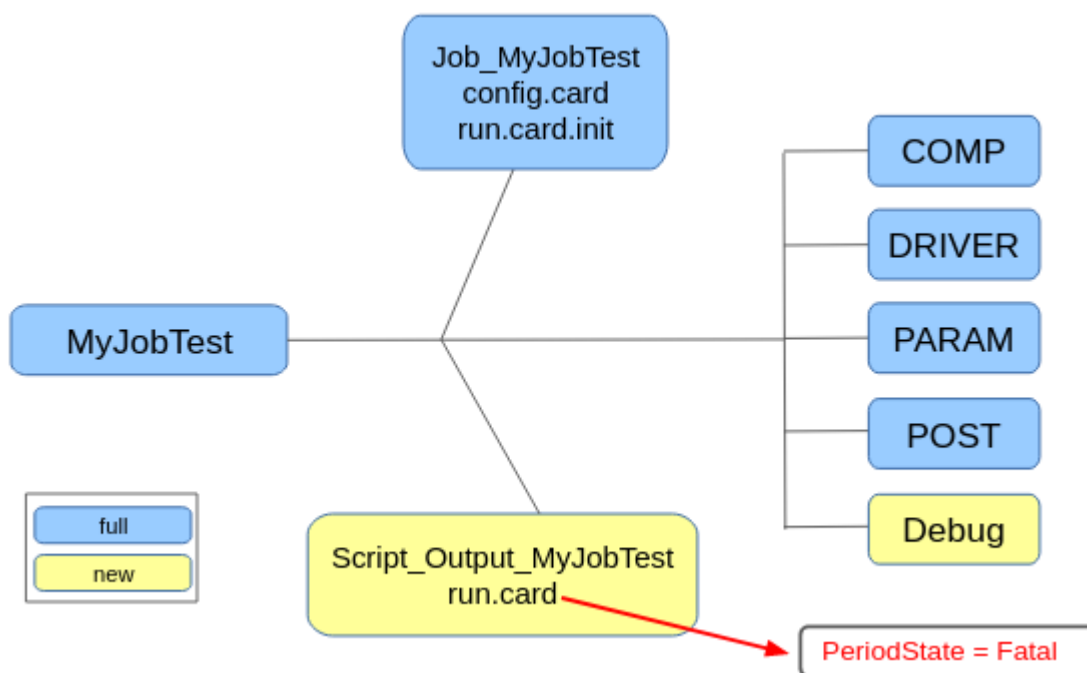 Job_MyJobTest
config.card
run.card.init
COMP
DRIVER
MyJobTest
PARAM
POST
full
new
Debug
Script_Output_MyJobTest
run.card
PeriodState = Fatal